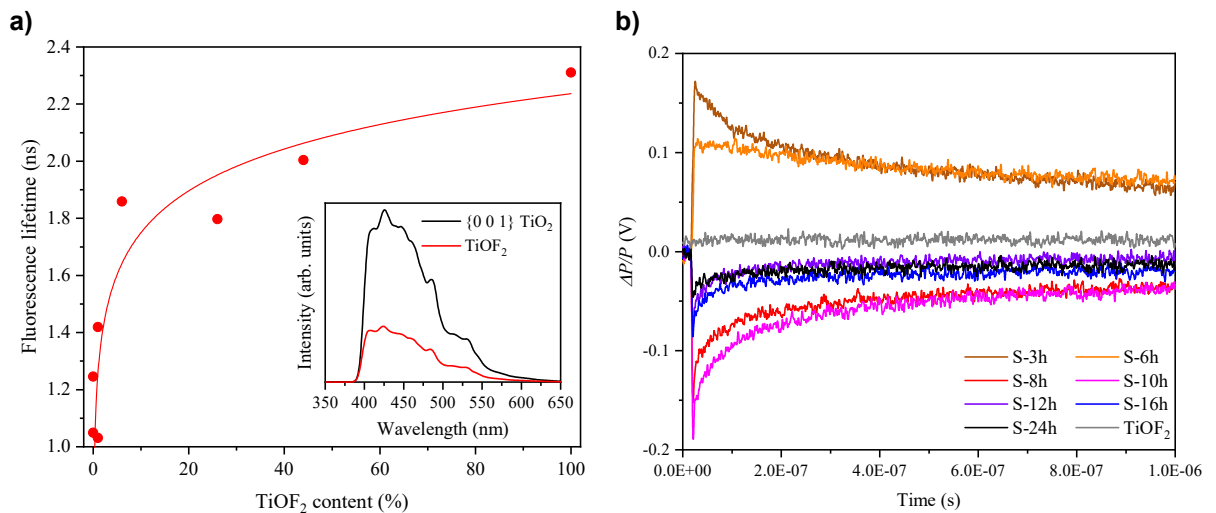 a)
Fluorescence lifetime (ns)
2.4
2.2
2.0
1.8
1.6
1.4
1.2
1.0
0
20
40
60
80
100
TiOF₂ content (%)
Intensity (arb. units)
{0 0 1} TiO₂
TiOF₂
350
400
450
500
550
600
650
Wavelength (nm)
b)
ΔP/P (V)
0.2
0.1
0.0
-0.1
-0.2
S-3h
S-6h
S-8h
S-10h
S-12h
S-16h
S-24h
TiOF₂
0.0E+00
2.0E-07
4.0E-07
6.0E-07
8.0E-07
1.0E-06
Time (s)